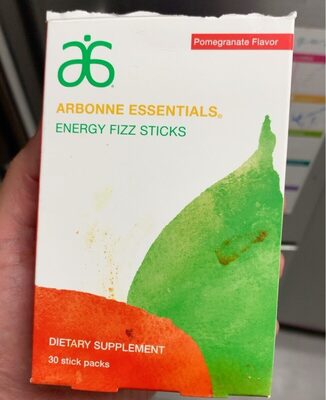 Pomegranate Flavor
ARBONNE ESSENTIALS®
ENERGY FIZZ STICKS
DIETARY SUPPLEMENT
30 stick packs